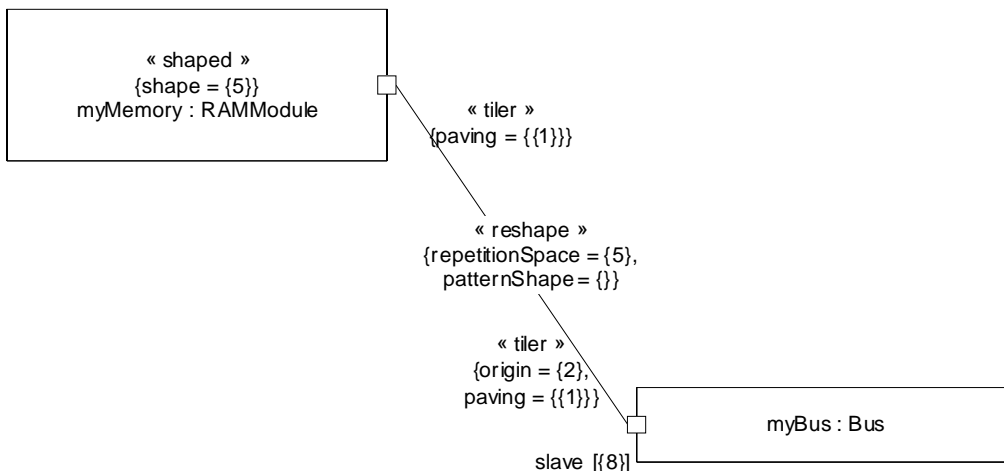 « shaped »
{shape = {5}}
myMemory : RAMModule
« tiler »
{paving = {{1}}}
« reshape »
{repetitionSpace = {5},
patternShape = {}}
« tiler »
{origin = {2},
paving = {{1}}}
myBus : Bus
slave [{8}]